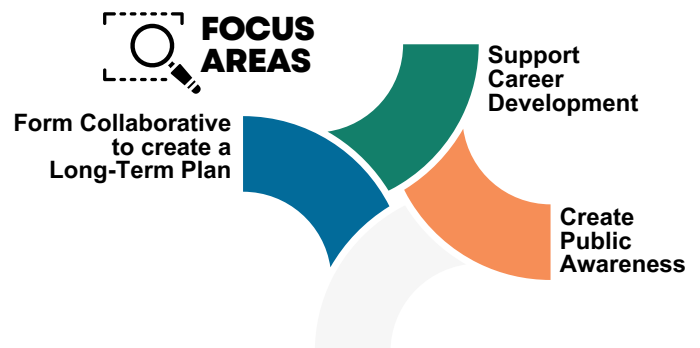 FOCUS
AREAS
Form Collaborative
to create a
Long-Term Plan
Support
Career
Development
Create
Public
Awareness